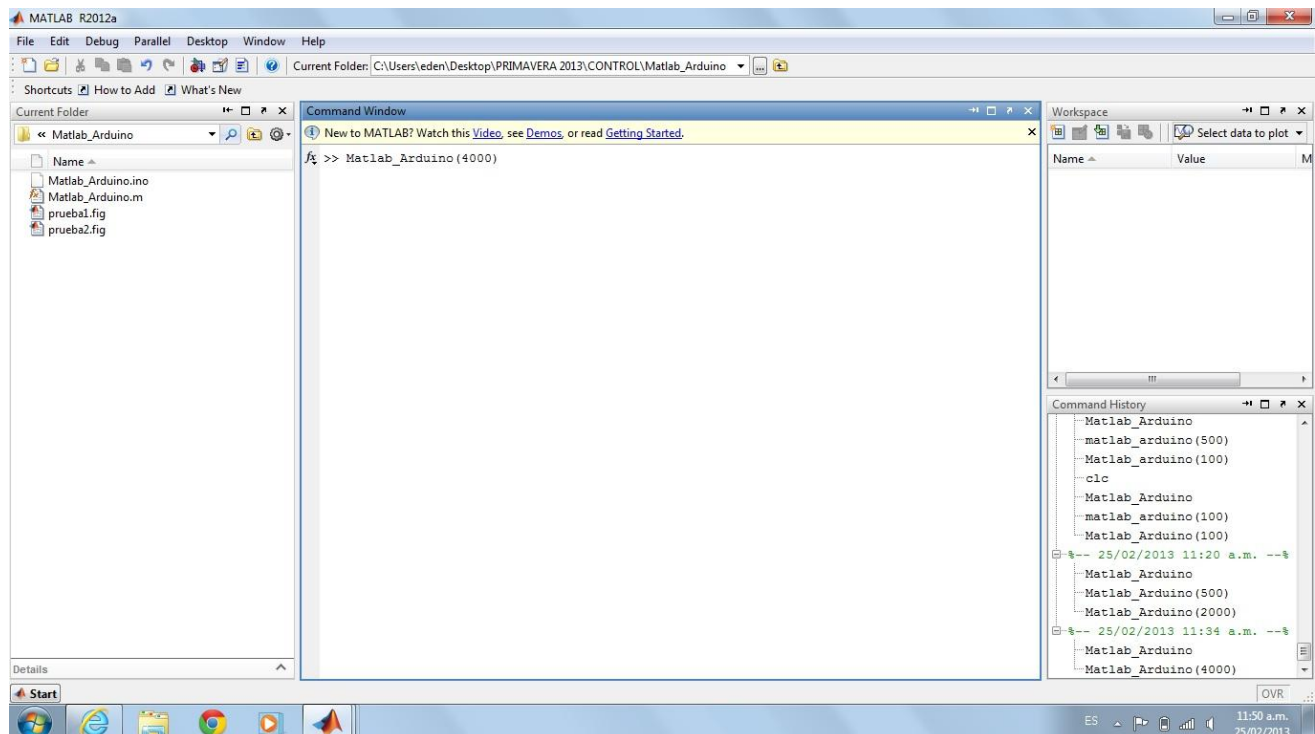 MATLAB R2012a
File Edit Debug Parallel Desktop Window Help
Current Folder: C:\Users\eden\Desktop\PRIMAVERA 2013\CONTROL\Matlab_Arduino
Shortcuts How to Add What's New
Current Folder
« Matlab_Arduino
Name
Matlab_Arduino.ino
Matlab_Arduino.m
prueba1.fig
prueba2.fig
Details
Command Window
New to MATLAB? Watch this Video, see Demos, or read Getting Started.
fx >> Matlab_Arduino(4000)
Workspace
Select data to plot
Name Value M
Command History
Matlab_Arduino
matlab_arduino(500)
Matlab_arduino(100)
clc
Matlab_Arduino
matlab_arduino(100)
Matlab_Arduino(100)
%-- 25/02/2013 11:20 a.m. --%
Matlab_Arduino
Matlab_Arduino(500)
Matlab_Arduino(2000)
%-- 25/02/2013 11:34 a.m. --%
Matlab_Arduino
Matlab_Arduino(4000)
Start
OVR
ES
11:50 a.m.
25/02/2013